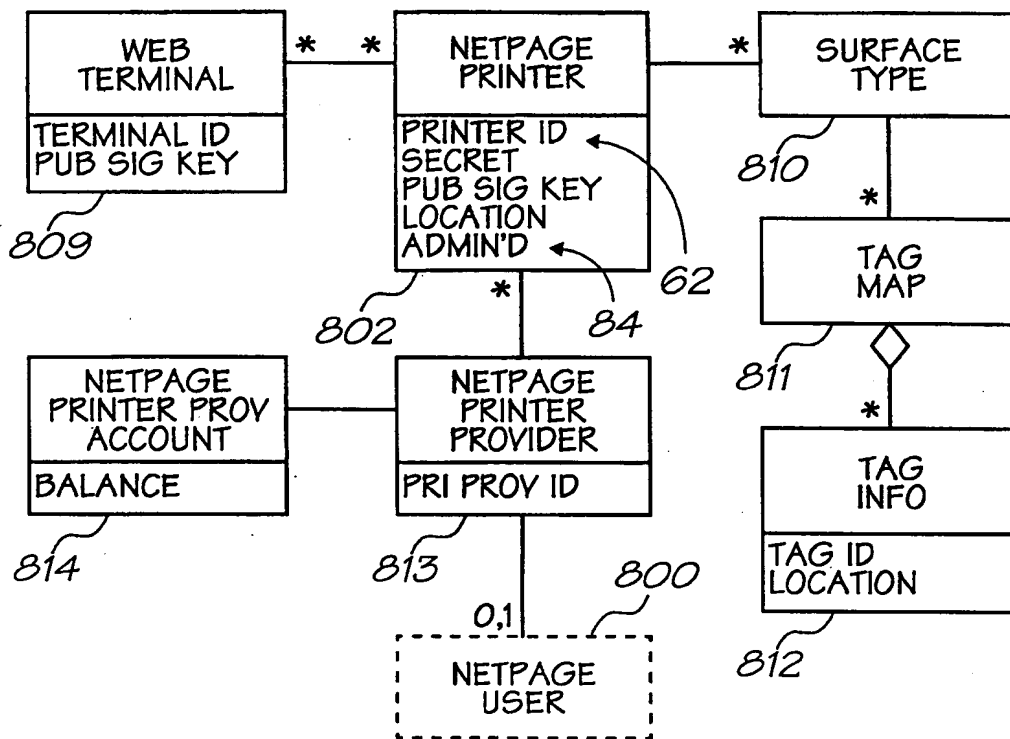 WEB
TERMINAL
TERMINAL ID
PUB SIG KEY
809
* *
NETPAGE
PRINTER
PRINTER ID
SECRET
PUB SIG KEY
LOCATION
ADMIN'D
802
62
84
*
SURFACE
TYPE
810
*
TAG
MAP
811
*
TAG
INFO
TAG ID
LOCATION
812
*
NETPAGE
PRINTER PROV
ACCOUNT
BALANCE
814
NETPAGE
PRINTER
PROVIDER
PRI PROV ID
813
0,1
800
NETPAGE
USER